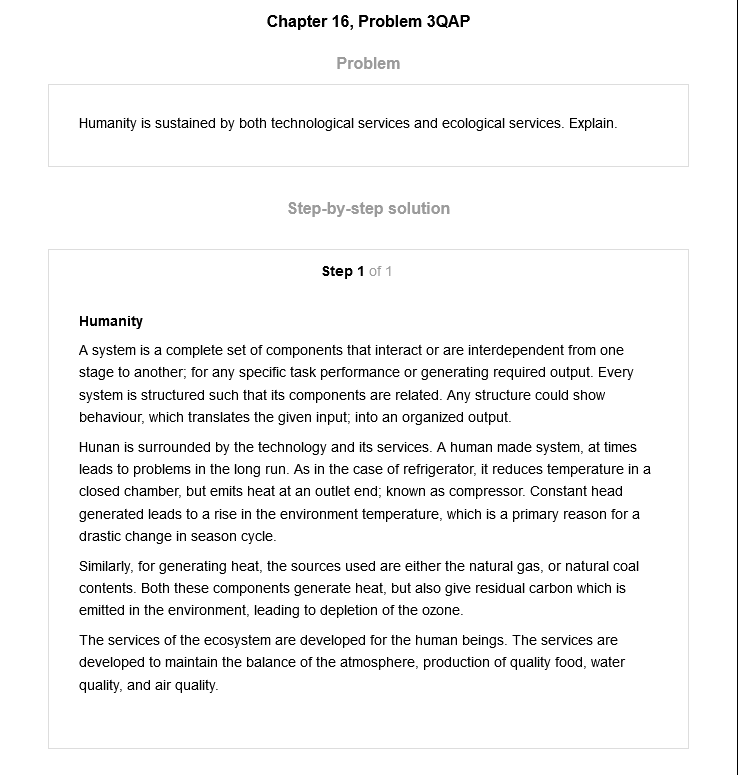 Chapter 16, Problem 3QAP
Problem
Humanity is sustained by both technological services and ecological services. Explain.
Step-by-step solution
Step 1 of 1
Humanity
A system is a complete set of components that interact or are interdependent from one
stage to another; for any specific task performance or generating required output. Every
system is structured such that its components are related. Any structure could show
behaviour, which translates the given input; into an organized output.
Hunan is surrounded by the technology and its services. A human made system, at times
leads to problems in the long run. As in the case of refrigerator, it reduces temperature in a
closed chamber, but emits heat at an outlet end; known as compressor. Constant head
generated leads to a rise in the environment temperature, which is a primary reason for a
drastic change in season cycle.
Similarly, for generating heat, the sources used are either the natural gas, or natural coal
contents. Both these components generate heat, but also give residual carbon which is
emitted in the environment, leading to depletion of the ozone.
The services of the ecosystem are developed for the human beings. The services are
developed to maintain the balance of the atmosphere, production of quality food, water
quality, and air quality.